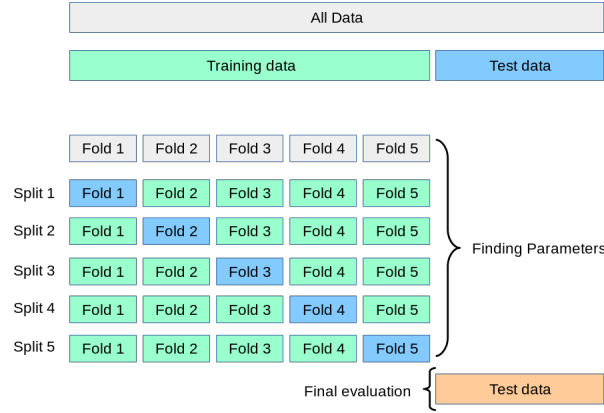 All Data
Training data Test data
Fold 1 Fold 2 Fold 3 Fold 4 Fold 5
Split 1 Fold 1 Fold 2 Fold 3 Fold 4 Fold 5
Split 2 Fold 1 Fold 2 Fold 3 Fold 4 Fold 5
Finding Parameters
Split 3 Fold 1 Fold 2 Fold 3 Fold 4 Fold 5
Split 4 Fold 1 Fold 2 Fold 3 Fold 4 Fold 5
Split 5 Fold 1 Fold 2 Fold 3 Fold 4 Fold 5
Final evaluation Test data